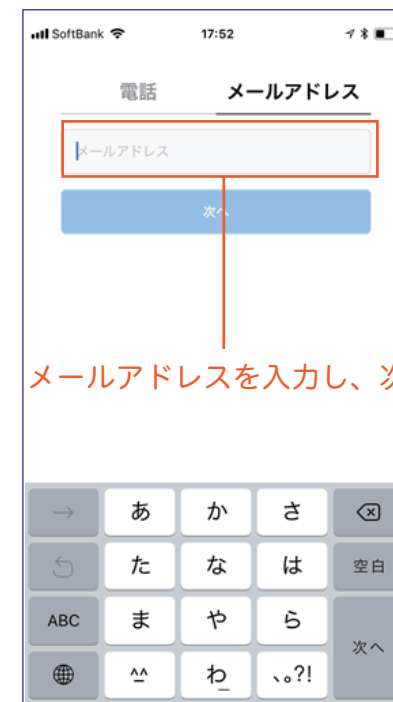 SoftBank 17:52
電話 メールアドレス
メールアドレス
次へ
メールアドレスを入力し、次
→ あ か さ
た な は 空白
ABC ま や ら
次へ
^^ わ_ 、。?!